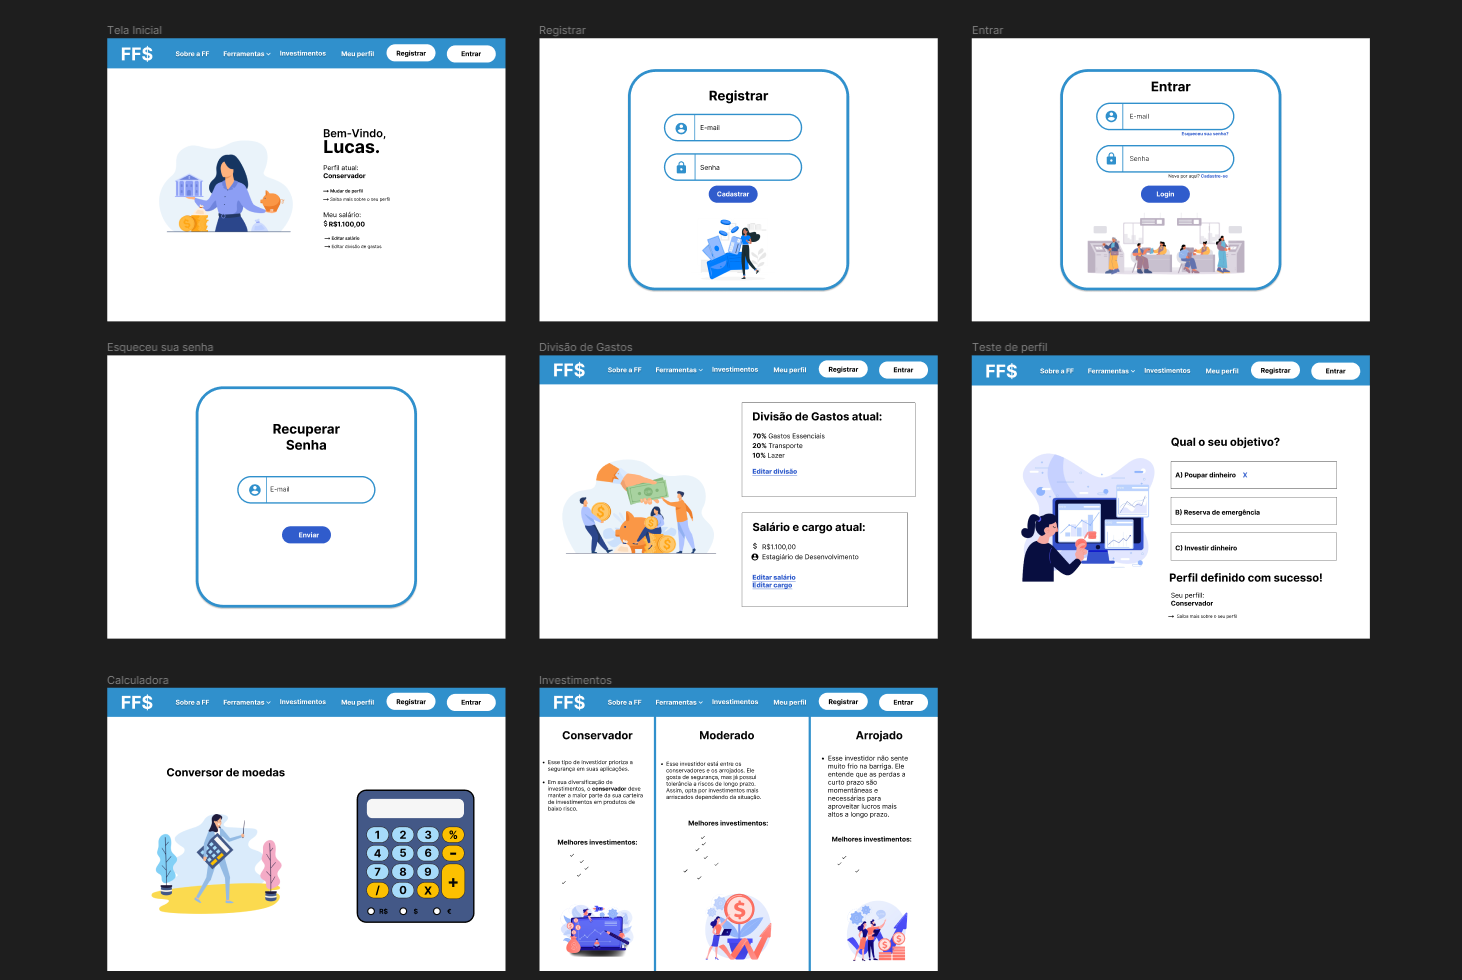 Tela Inicial
FF$
Sobre a FF
Ferramentas
Investimentos
Meu perfil
Registrar
Entrar
Bem-Vindo,
Lucas.
Perfil atual:
Conservador
Mudar de perfil
Saiba mais sobre o seu perfil
Meu salário:
$ R$1.100,00
Editar salário
Editar divisão de gastos
Registrar
Registrar
E-mail
Senha
Cadastrar
Entrar
Entrar
E-mail
Esqueceu sua senha?
Senha
Novo por aqui? Cadastre-se
Login
Esqueceu sua senha
Recuperar
Senha
E-mail
Enviar
Divisão de Gastos
FF$
Sobre a FF
Ferramentas
Investimentos
Meu perfil
Registrar
Entrar
Divisão de Gastos atual:
70% Gastos Essenciais
20% Transporte
10% Lazer
Editar divisão
Salário e cargo atual:
$ R$1.100,00
Estagiário de Desenvolvimento
Editar salário
Editar cargo
Teste de perfil
FF$
Sobre a FF
Ferramentas
Investimentos
Meu perfil
Registrar
Entrar
Qual o seu objetivo?
A) Poupar dinheiro X
B) Reserva de emergência
C) Investir dinheiro
Perfil definido com sucesso!
Seu perfill:
Conservador
Saiba mais sobre o seu perfil
Calculadora
FF$
Sobre a FF
Ferramentas
Investimentos
Meu perfil
Registrar
Entrar
Conversor de moedas
1 2 3 %
4 5 6 -
7 8 9 +
/ 0 X
R$ $ €
Investimentos
FF$
Sobre a FF
Ferramentas
Investimentos
Meu perfil
Registrar
Entrar
Conservador
• Esse tipo de investidor prioriza a
segurança em suas aplicações.
• Em sua diversificação de
investimentos, o conservador deve
manter a maior parte da sua carteira
de investimentos em produtos de
baixo risco.
Melhores investimentos:
Moderado
• Esse investidor está entre os
conservadores e os arrojados. Ele
gosta de segurança, mas já possui
tolerância a riscos de longo prazo.
Assim, opta por investimentos mais
arriscados dependendo da situação.
Melhores investimentos:
Arrojado
• Esse investidor não sente
muito frio na barriga. Ele
entende que as perdas a
curto prazo são
momentâneas e
necessárias para
aproveitar lucros mais
altos a longo prazo.
Melhores investimentos: